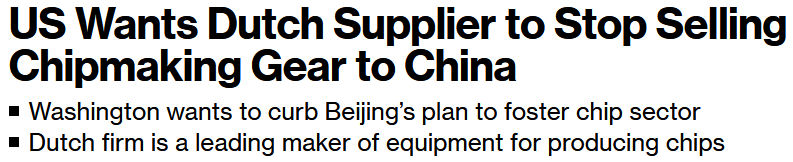 US Wants Dutch Supplier to Stop Selling
Chipmaking Gear to China
▪ Washington wants to curb Beijing’s plan to foster chip sector
▪ Dutch firm is a leading maker of equipment for producing chips